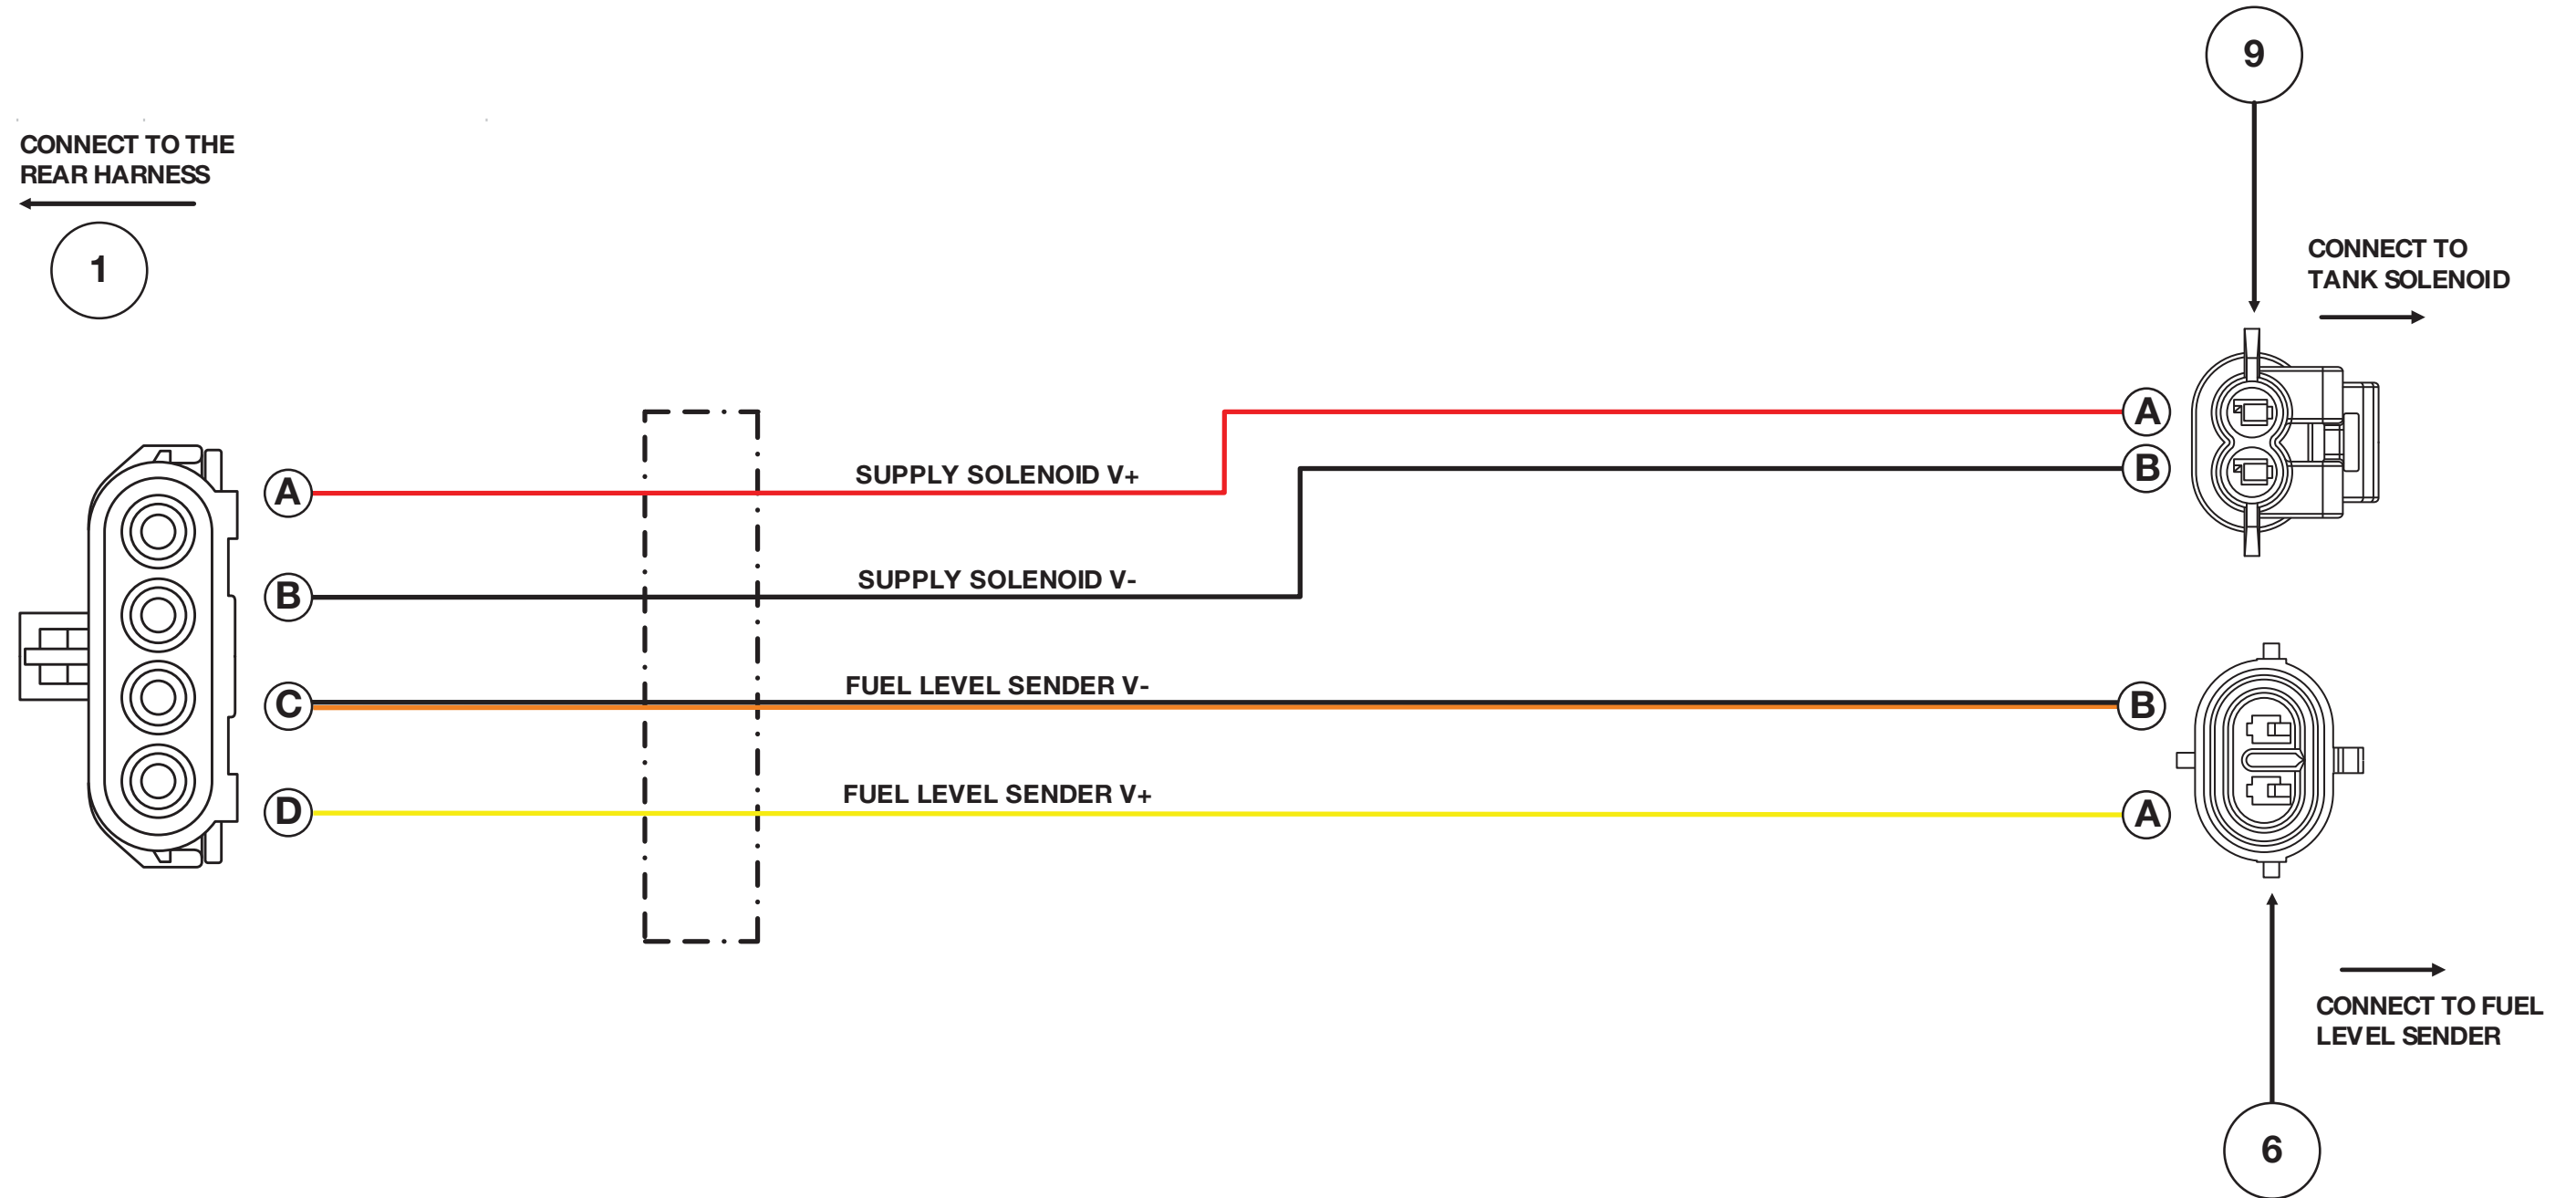 9
CONNECT TO THE
REAR HARNESS
1
CONNECT TO
TANK SOLENOID
A
SUPPLY SOLENOID V+
A
B
SUPPLY SOLENOID V-
B
C
FUEL LEVEL SENDER V-
B
D
FUEL LEVEL SENDER V+
A
CONNECT TO FUEL
LEVEL SENDER
6